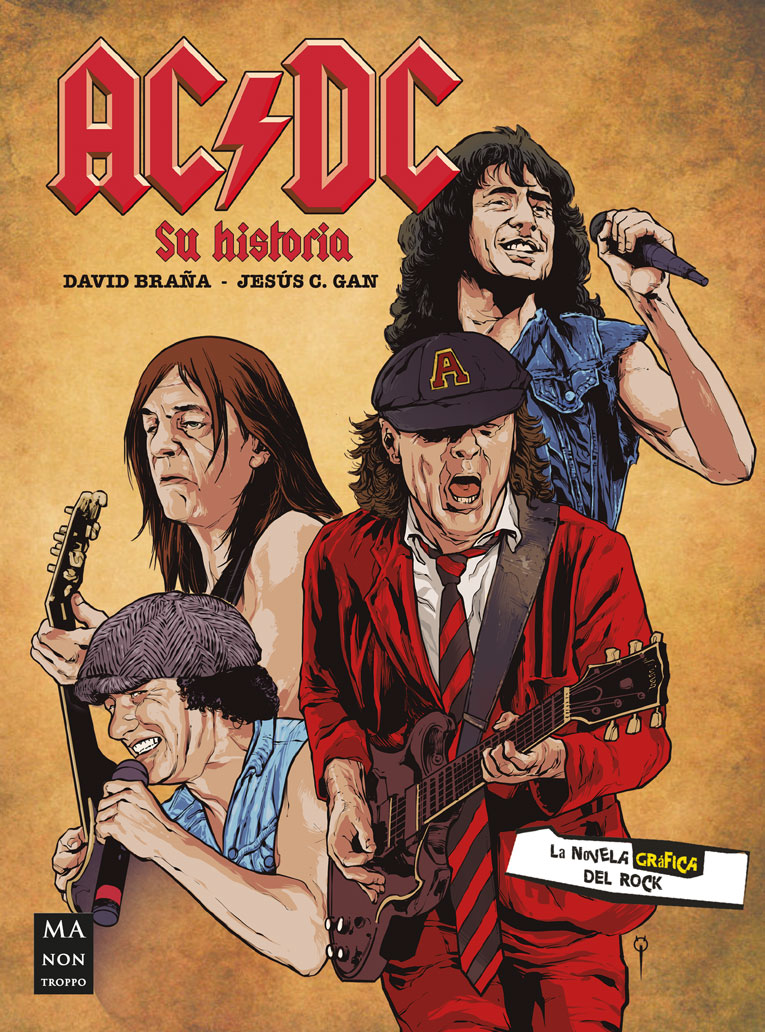 AC⚡DC
Su historia
DAVID BRAÑA - JESÚS C. GAN
A
LA NOVELA GRáFICA
DEL ROCK
MA
NON
TROPPO